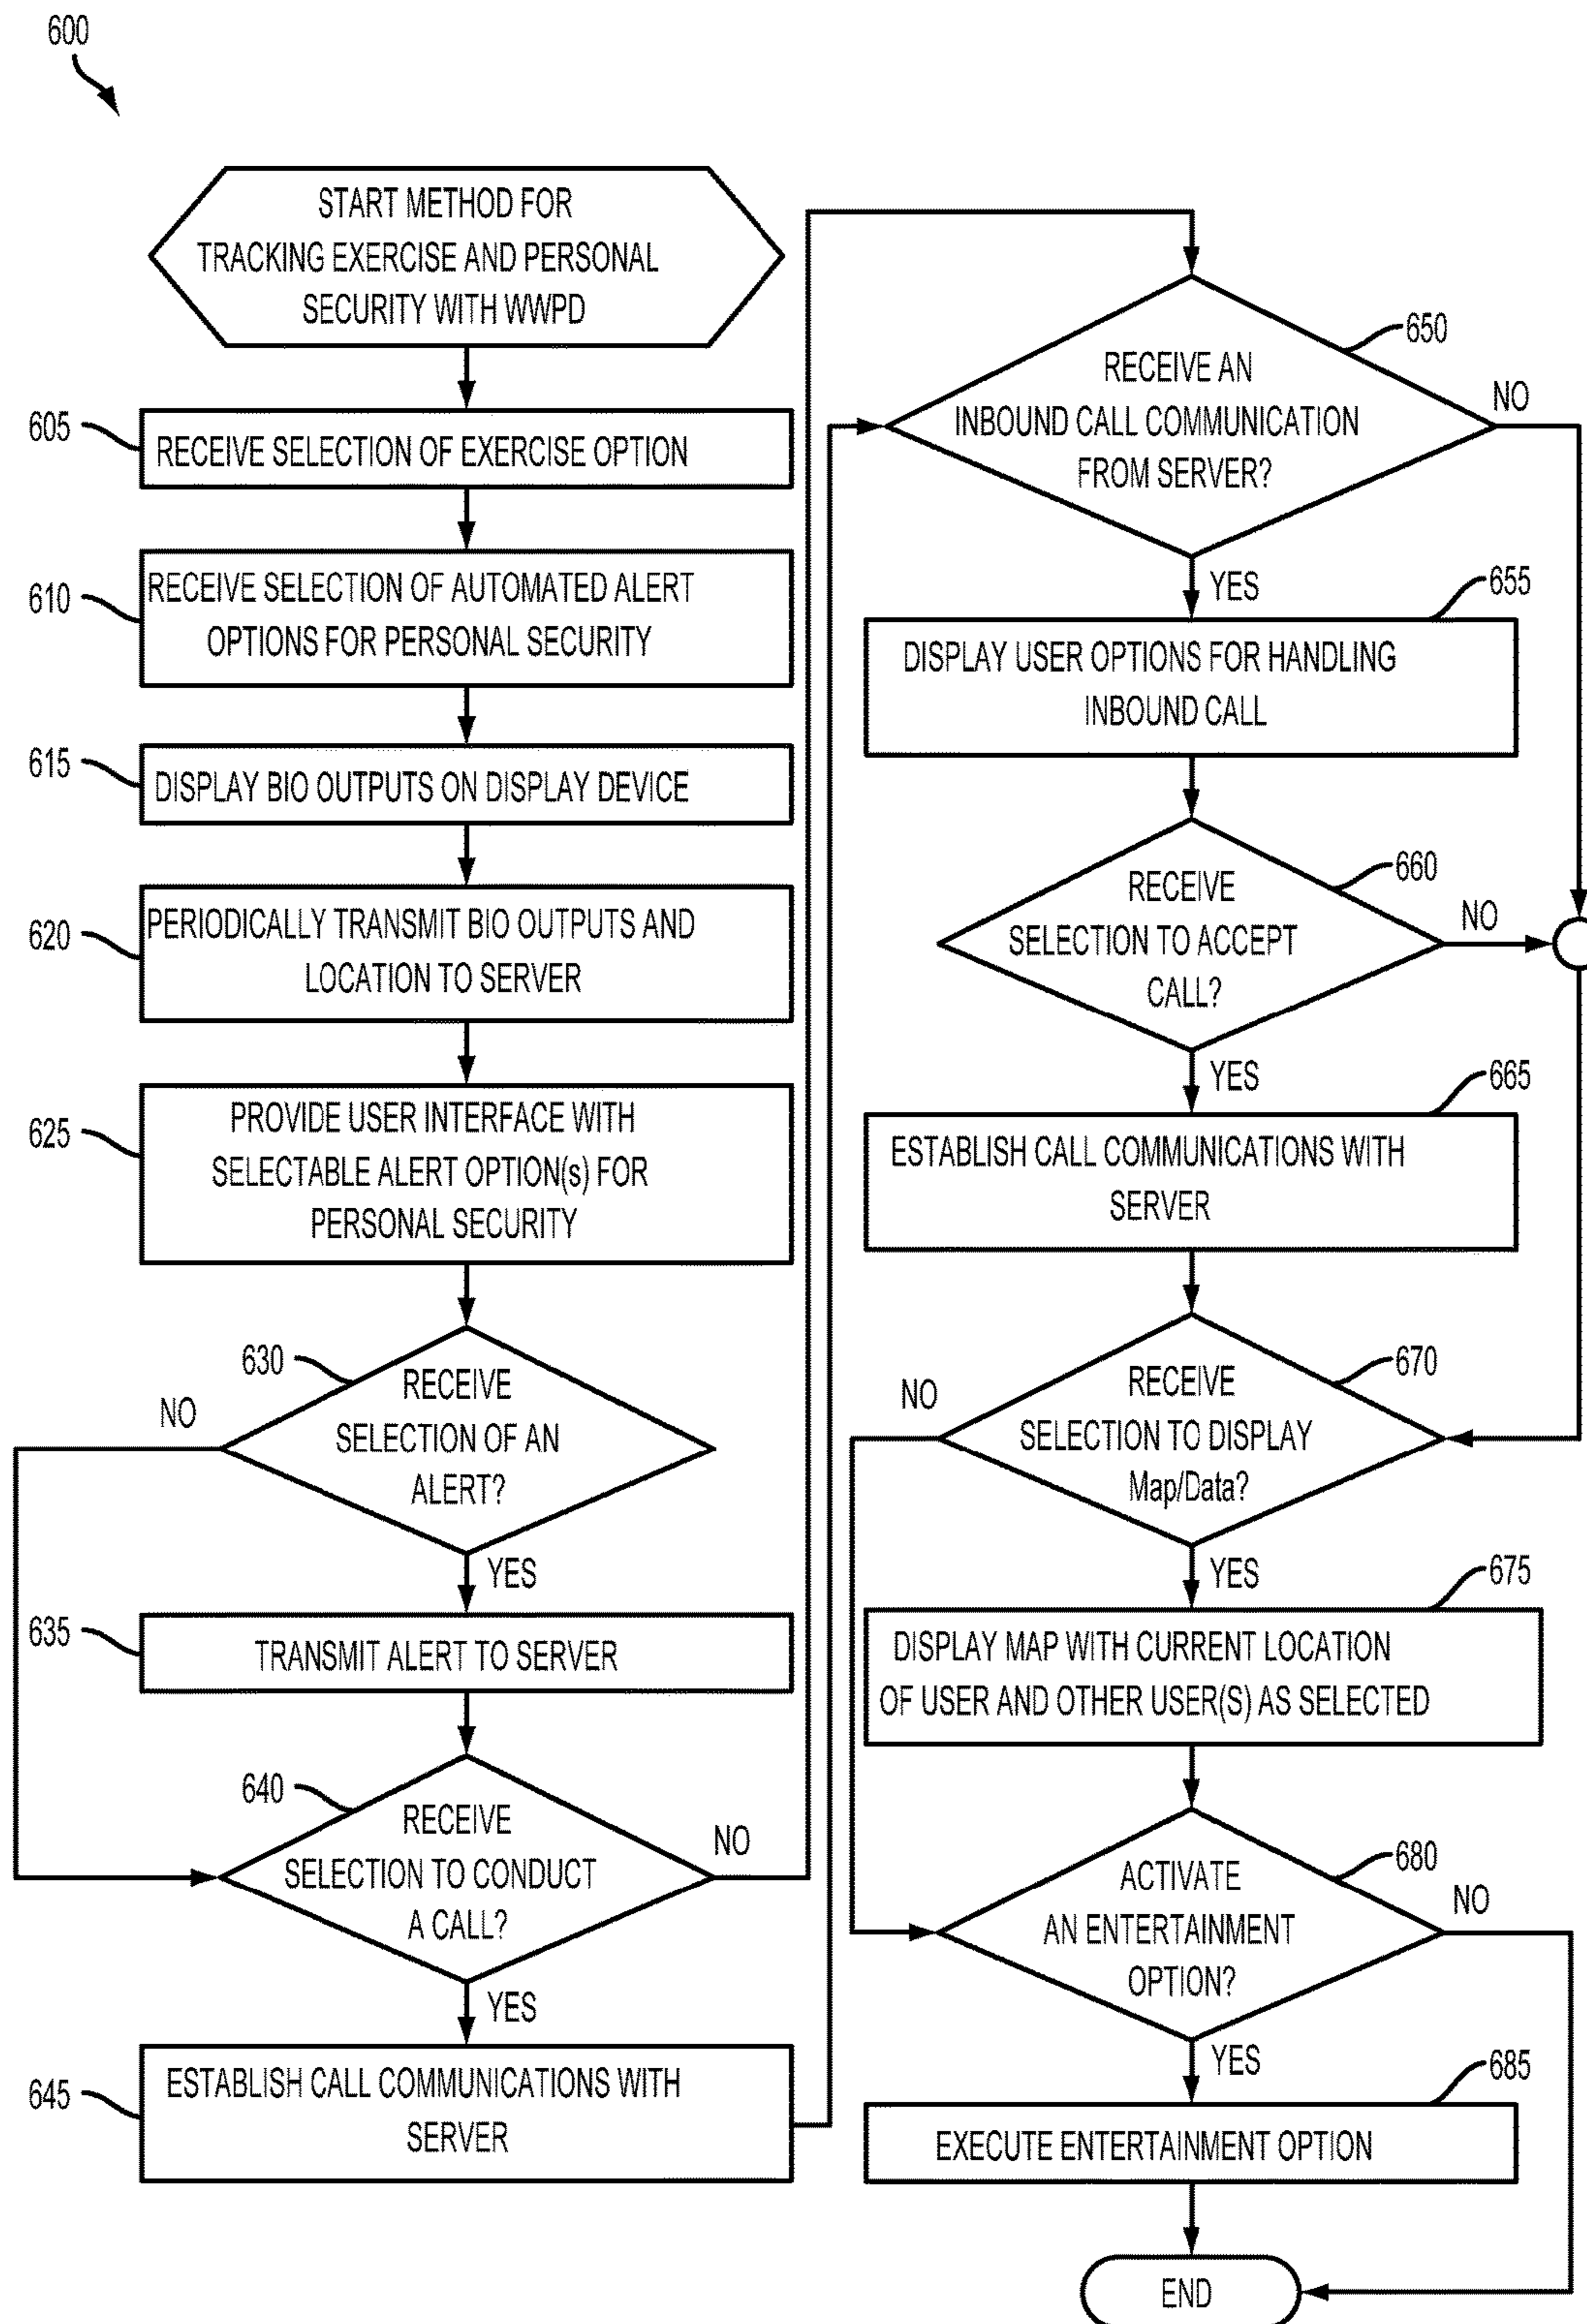 600
START METHOD FOR
TRACKING EXERCISE AND PERSONAL
SECURITY WITH WWPD
605
RECEIVE SELECTION OF EXERCISE OPTION
610
RECEIVE SELECTION OF AUTOMATED ALERT
OPTIONS FOR PERSONAL SECURITY
615
DISPLAY BIO OUTPUTS ON DISPLAY DEVICE
620
PERIODICALLY TRANSMIT BIO OUTPUTS AND
LOCATION TO SERVER
625
PROVIDE USER INTERFACE WITH
SELECTABLE ALERT OPTION(s) FOR
PERSONAL SECURITY
630
RECEIVE
SELECTION OF AN
ALERT?
NO
YES
635
TRANSMIT ALERT TO SERVER
640
RECEIVE
SELECTION TO CONDUCT
A CALL?
NO
YES
645
ESTABLISH CALL COMMUNICATIONS WITH
SERVER
650
RECEIVE AN
INBOUND CALL COMMUNICATION
FROM SERVER?
NO
YES
655
DISPLAY USER OPTIONS FOR HANDLING
INBOUND CALL
660
RECEIVE
SELECTION TO ACCEPT
CALL?
NO
YES
665
ESTABLISH CALL COMMUNICATIONS WITH
SERVER
670
RECEIVE
SELECTION TO DISPLAY
Map/Data?
NO
YES
675
DISPLAY MAP WITH CURRENT LOCATION
OF USER AND OTHER USER(S) AS SELECTED
680
ACTIVATE
AN ENTERTAINMENT
OPTION?
NO
YES
685
EXECUTE ENTERTAINMENT OPTION
END